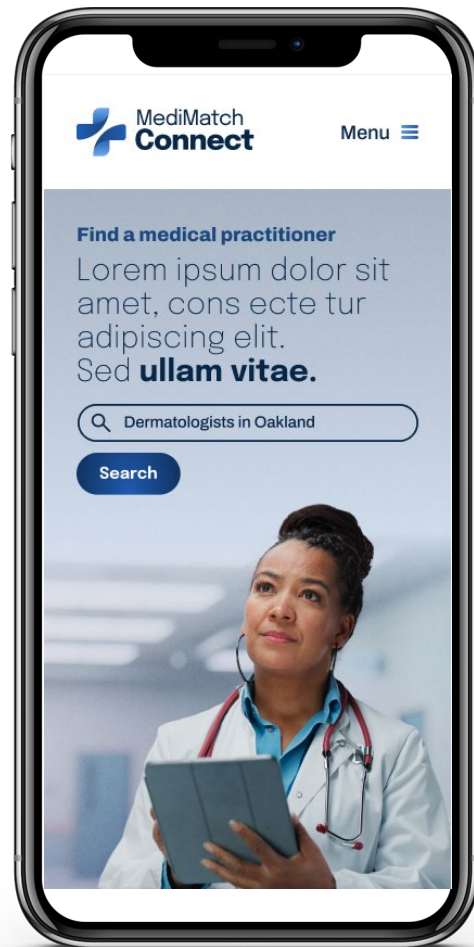 MediMatch
Connect
Menu
Find a medical practitioner
Lorem ipsum dolor sit
amet, cons ecte tur
adipiscing elit.
Sed ullam vitae.
Dermatologists in Oakland
Search